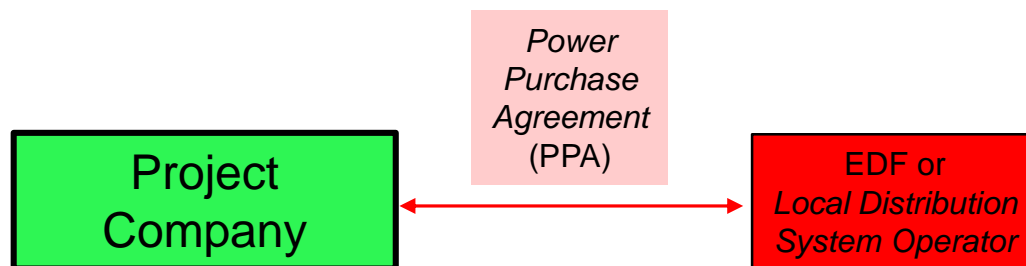 Power
Purchase
Agreement
(PPA)
Project
Company
EDF or
Local Distribution
System Operator